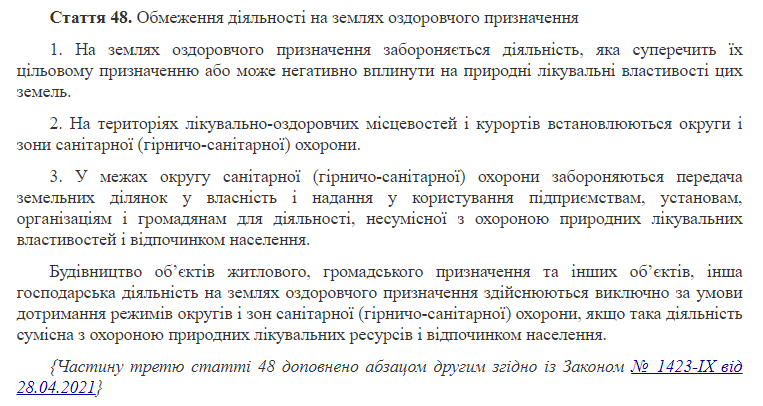 Стаття 48. Обмеження діяльності на землях оздоровчого призначення
1. На землях оздоровчого призначення забороняється діяльність, яка суперечить їх
цільовому призначенню або може негативно вплинути на природні лікувальні властивості цих
земель.
2. На територіях лікувально-оздоровчих місцевостей і курортів встановлюються округи і
зони санітарної (гірничо-санітарної) охорони.
3. У межах округу санітарної (гірничо-санітарної) охорони забороняються передача
земельних ділянок у власність і надання у користування підприємствам, установам,
організаціям і громадянам для діяльності, несумісної з охороною природних лікувальних
властивостей і відпочинком населення.
Будівництво об’єктів житлового, громадського призначення та інших об’єктів, інша
господарська діяльність на землях оздоровчого призначення здійснюються виключно за умови
дотримання режимів округів і зон санітарної (гірничо-санітарної) охорони, якщо така діяльність
сумісна з охороною природних лікувальних ресурсів і відпочинком населення.
{Частину третю статті 48 доповнено абзацом другим згідно із Законом № 1423-IX від
28.04.2021}